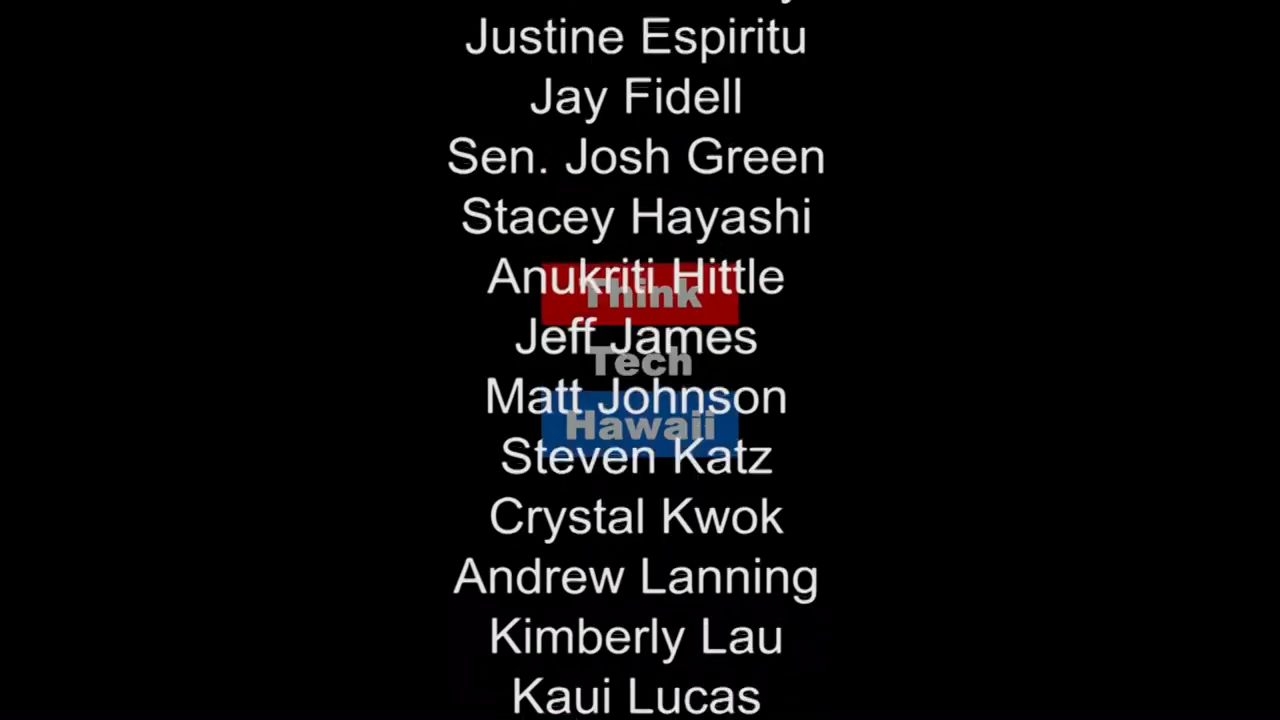 Justine Espiritu
Jay Fidell
Sen. Josh Green
Stacey Hayashi
Anukriti Hittle
Think
Jeff James
Tech
Matt Johnson
Hawaii
Steven Katz
Crystal Kwok
Andrew Lanning
Kimberly Lau
Kaui Lucas